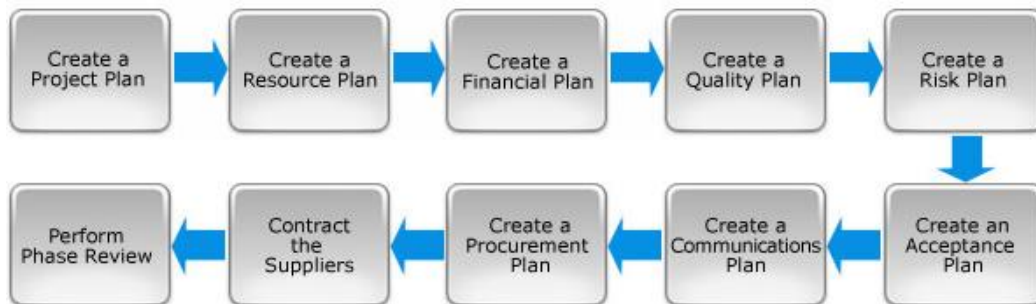 Create a
Project Plan
Create a
Resource Plan
Create a
Financial Plan
Create a
Quality Plan
Create a
Risk Plan
Create an
Acceptance
Plan
Create a
Communications
Plan
Create a
Procurement
Plan
Contract
the
Suppliers
Perform
Phase Review